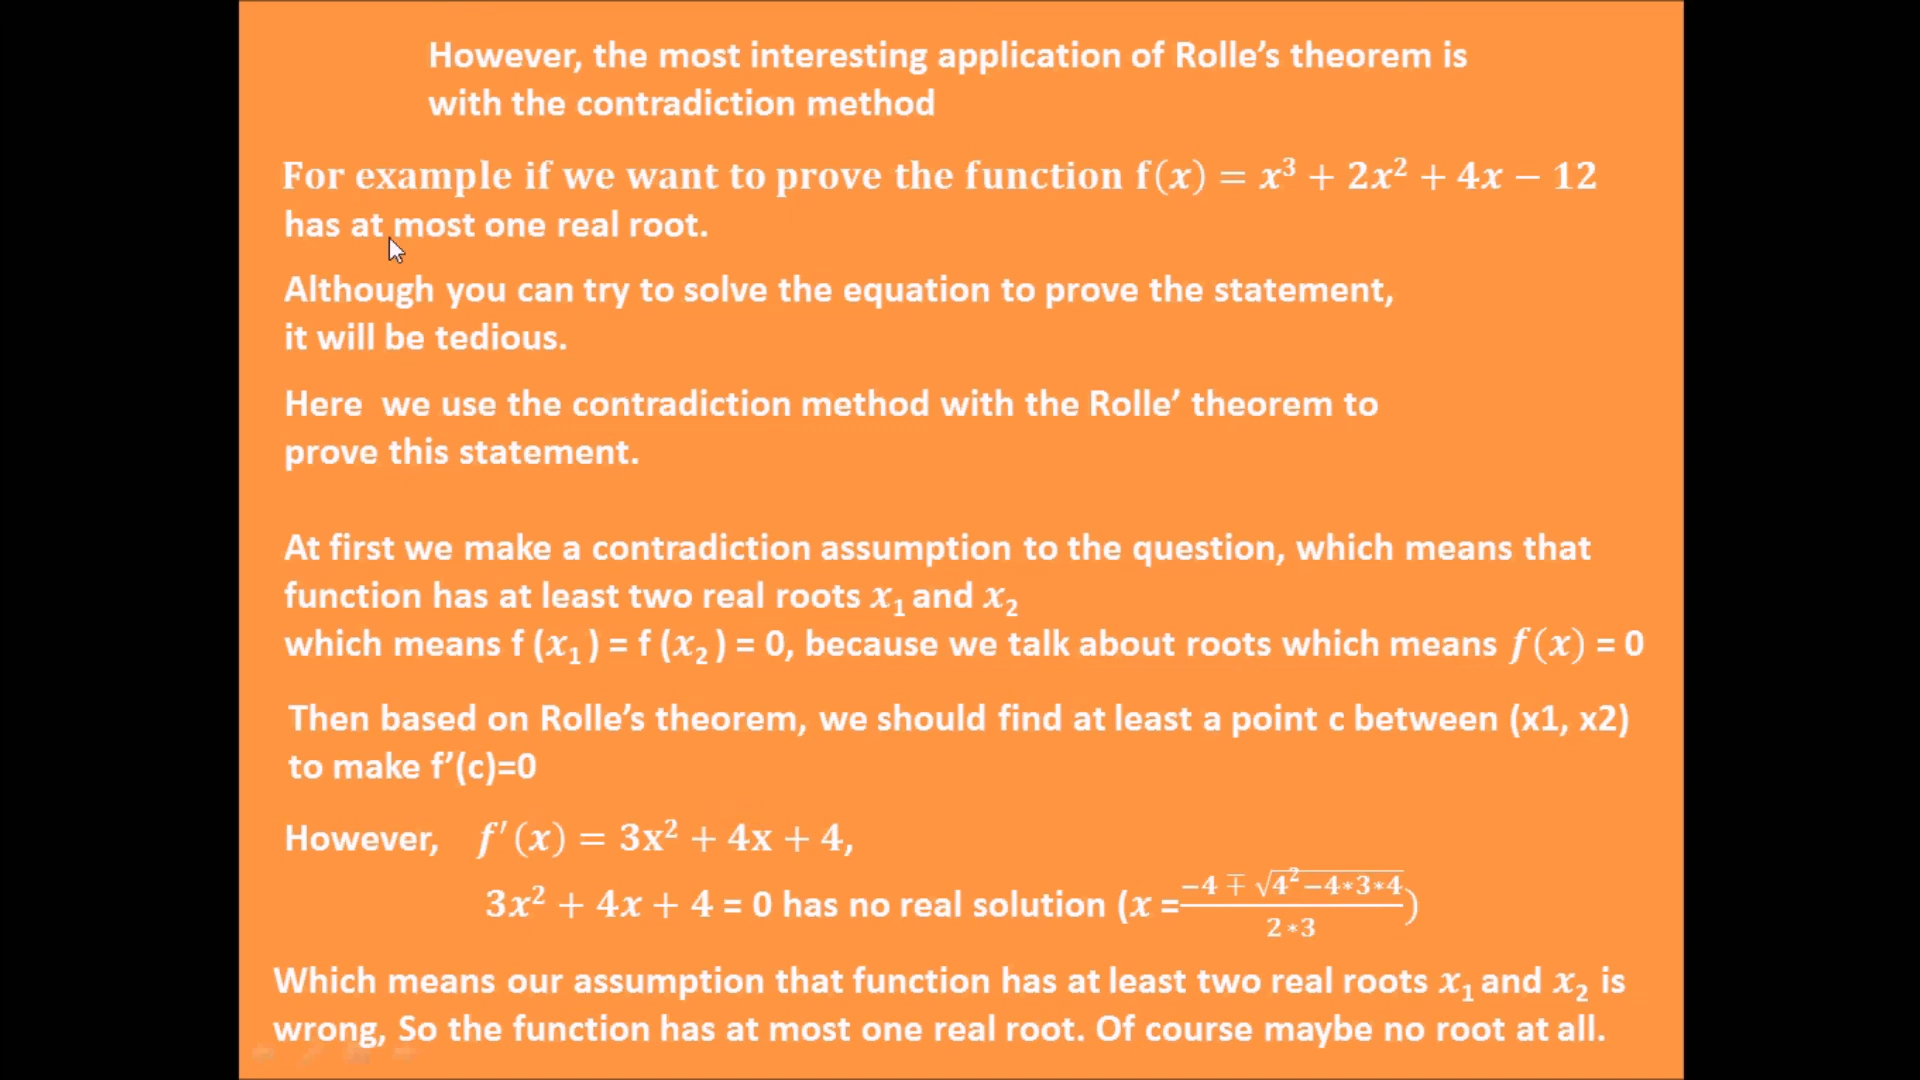 However, the most interesting application of Rolle’s theorem is
with the contradiction method
For example if we want to prove the function f(x) = x³ + 2x² + 4x − 12
has at most one real root.
Although you can try to solve the equation to prove the statement,
it will be tedious.
Here we use the contradiction method with the Rolle’ theorem to
prove this statement.
At first we make a contradiction assumption to the question, which means that
function has at least two real roots x₁ and x₂
which means f (x₁ ) = f (x₂ ) = 0, because we talk about roots which means f(x) = 0
Then based on Rolle’s theorem, we should find at least a point c between (x1, x2)
to make f’(c)=0
However, f′(x) = 3x² + 4x + 4,
3x² + 4x + 4 = 0 has no real solution (x = (−4 ∓ √(4²−4∗3∗4))/(2∗3))
Which means our assumption that function has at least two real roots x₁ and x₂ is
wrong, So the function has at most one real root. Of course maybe no root at all.